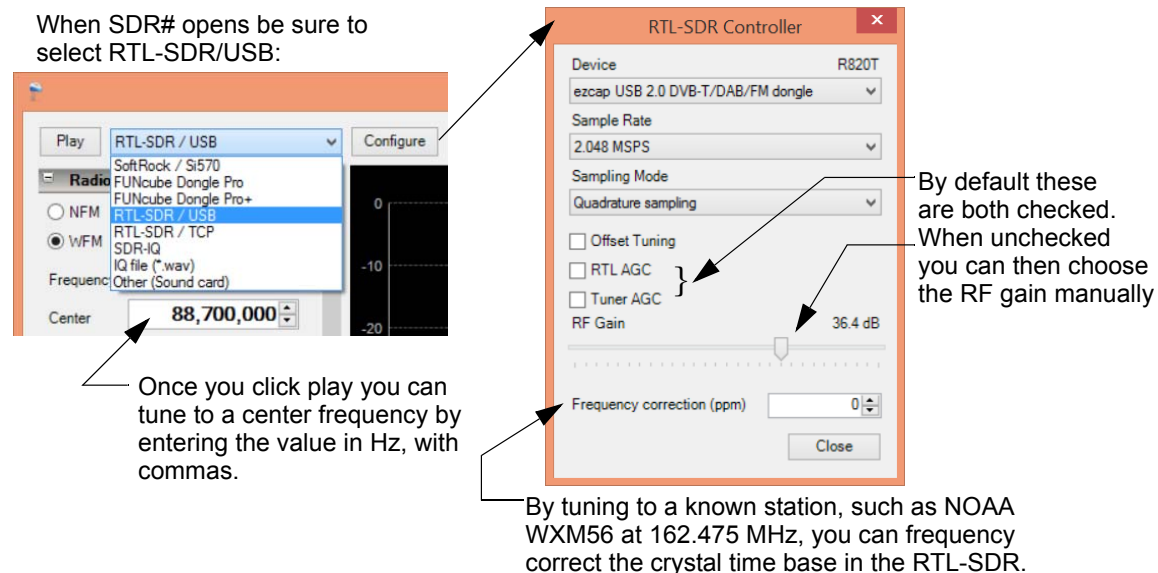 When SDR# opens be sure to
select RTL-SDR/USB:
Play
RTL-SDR / USB
Configure
SoftRock / Si570
FUNcube Dongle Pro
FUNcube Dongle Pro+
RTL-SDR / USB
RTL-SDR / TCP
SDR-IQ
IQ file (*.wav)
Other (Sound card)
Radio
NFM
WFM
Frequenc
Center
88,700,000
0
-10
-20
Once you click play you can
tune to a center frequency by
entering the value in Hz, with
commas.
RTL-SDR Controller
x
Device R820T
ezcap USB 2.0 DVB-T/DAB/FM dongle
Sample Rate
2.048 MSPS
Sampling Mode
Quadrature sampling
Offset Tuning
RTL AGC
}
Tuner AGC
RF Gain 36.4 dB
Frequency correction (ppm) 0
Close
By default these
are both checked.
When unchecked
you can then choose
the RF gain manually
By tuning to a known station, such as NOAA
WXM56 at 162.475 MHz, you can frequency
correct the crystal time base in the RTL-SDR.